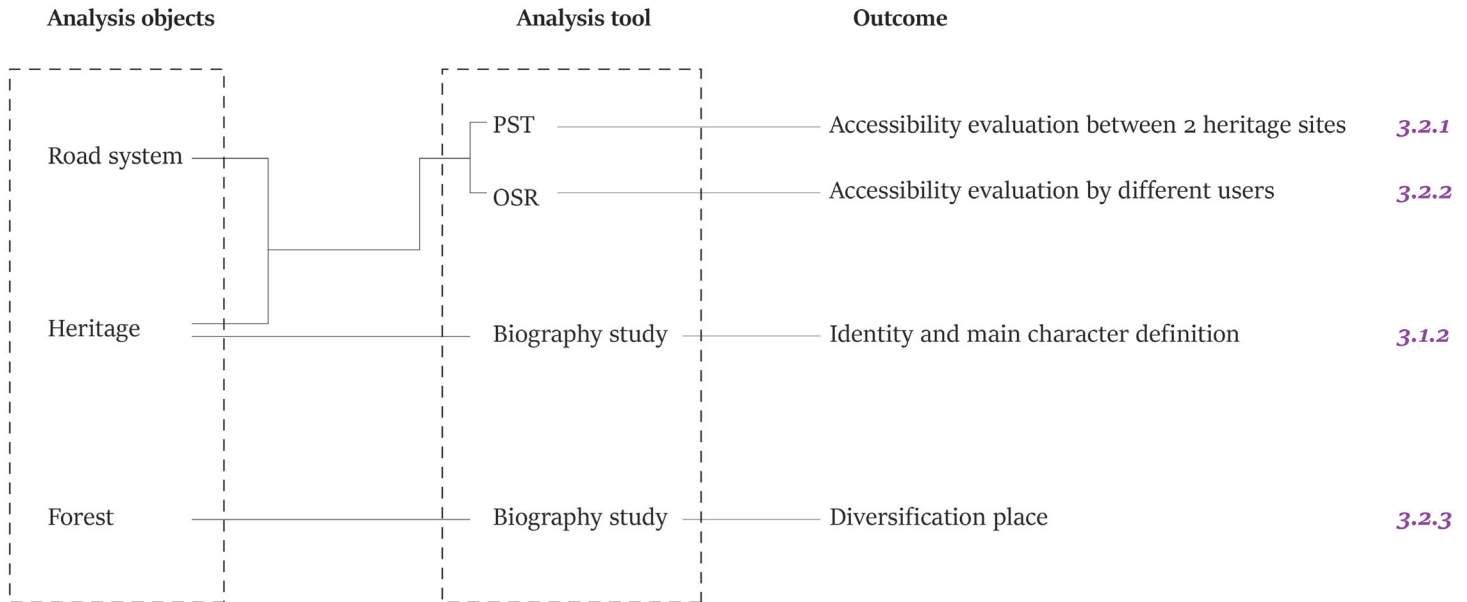 Analysis objects Analysis tool Outcome
PST Accessibility evaluation between 2 heritage sites 3.2.1
Road system
OSR Accessibility evaluation by different users 3.2.2
Heritage Biography study Identity and main character definition 3.1.2
Forest Biography study Diversification place 3.2.3